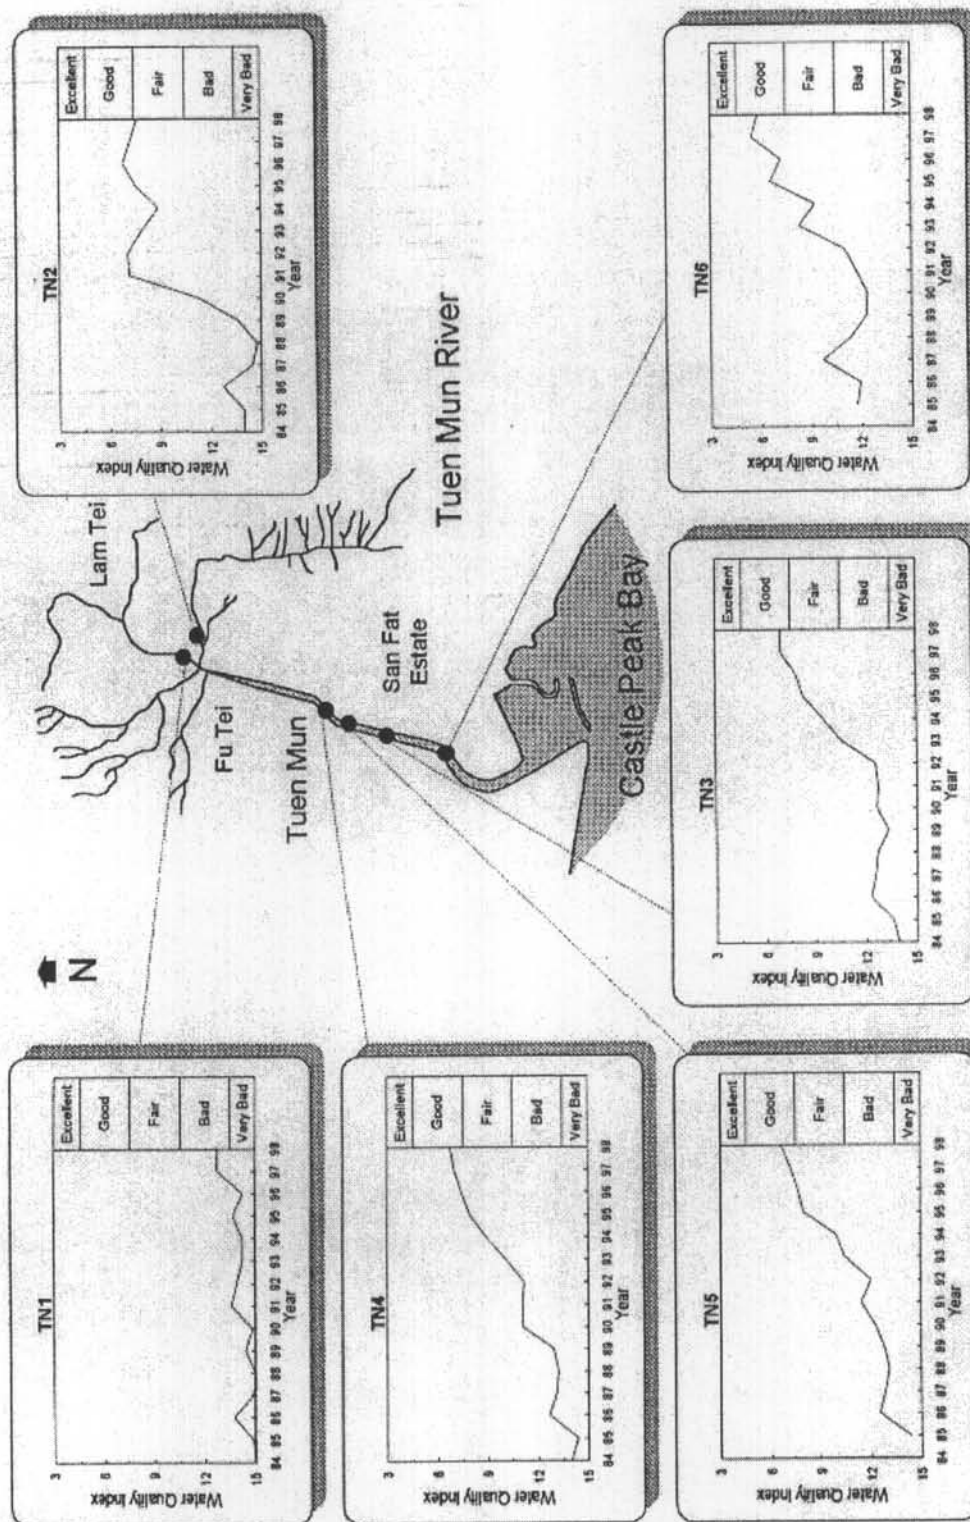 TN1
Water Quality Index
3
6
9
12
15
84 85 86 87 88 89 90 91 92 93 94 95 96 97 98
Year
Excellent
Good
Fair
Bad
Very Bad
TN4
Water Quality Index
3
6
9
12
15
84 85 86 87 88 89 90 91 92 93 94 95 96 97 98
Year
Excellent
Good
Fair
Bad
Very Bad
TN5
Water Quality Index
3
6
9
12
15
84 85 86 87 88 89 90 91 92 93 94 95 96 97 98
Year
Excellent
Good
Fair
Bad
Very Bad
N
Lam Tei
Fu Tei
Tuen Mun
San Fat
Estate
Tuen Mun River
Castle Peak Bay
TN2
Water Quality Index
3
6
9
12
15
84 85 86 87 88 89 90 91 92 93 94 95 96 97 98
Year
Excellent
Good
Fair
Bad
Very Bad
TN3
Water Quality Index
3
6
9
12
15
84 85 86 87 88 89 90 91 92 93 94 95 96 97 98
Year
Excellent
Good
Fair
Bad
Very Bad
TN6
Water Quality Index
3
6
9
12
15
84 85 86 87 88 89 90 91 92 93 94 95 96 97 98
Year
Excellent
Good
Fair
Bad
Very Bad